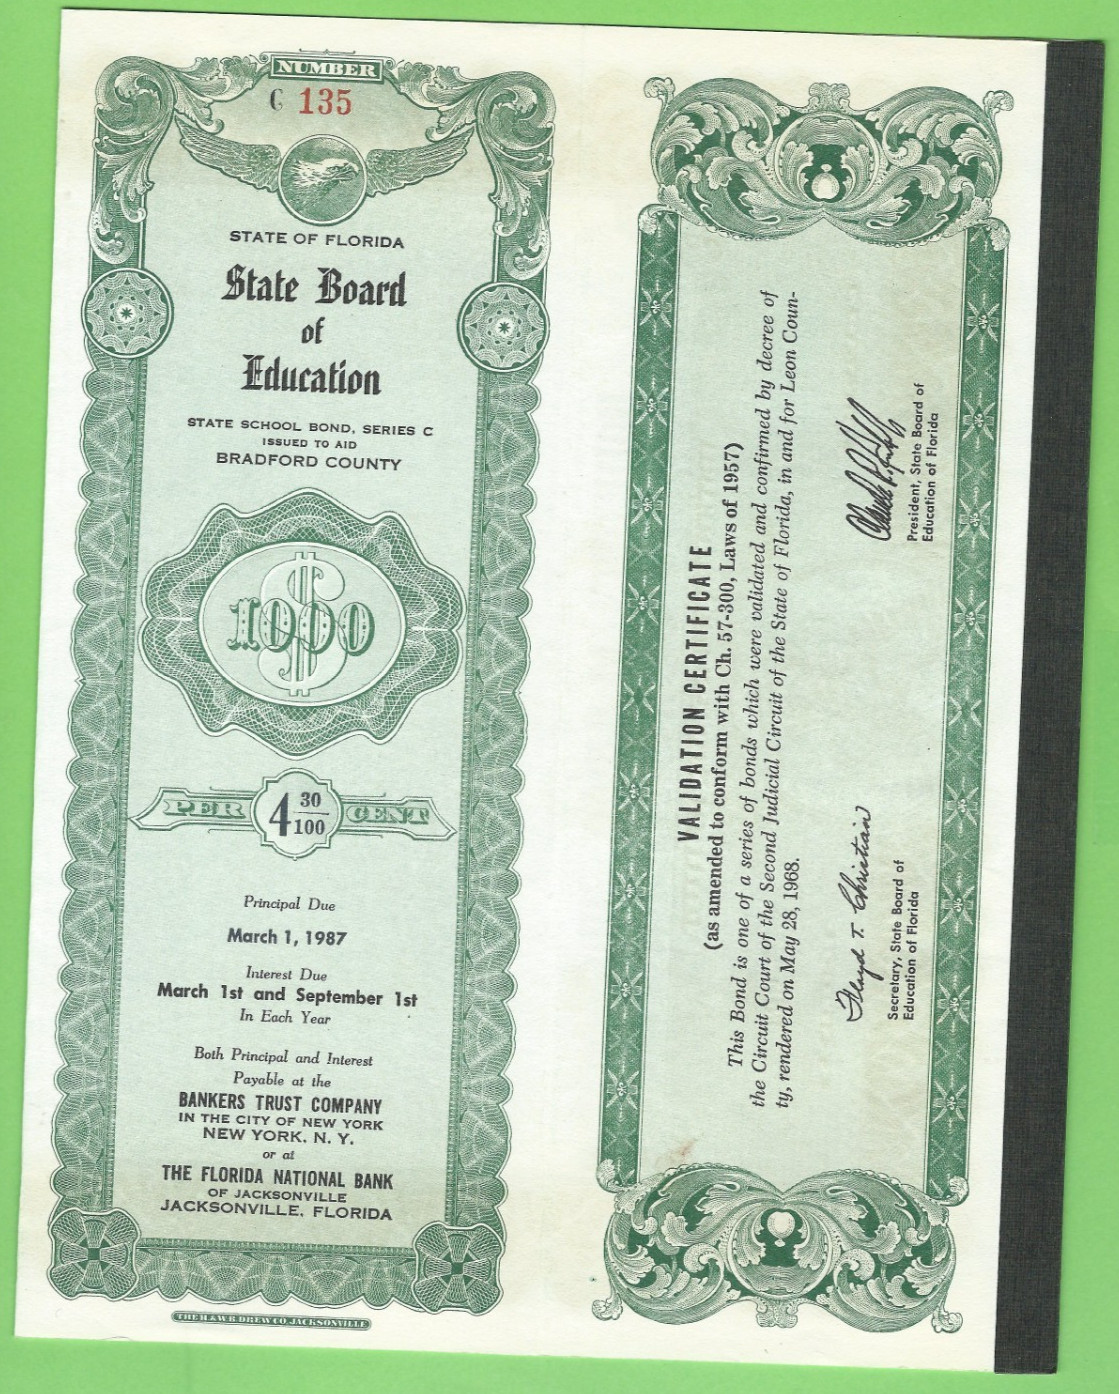 NUMBER
C 135
STATE OF FLORIDA
State Board
of
Education
STATE SCHOOL BOND, SERIES C
ISSUED TO AID
BRADFORD COUNTY
$1000
PER 4 30/100 CENT
Principal Due
March 1, 1987
Interest Due
March 1st and September 1st
In Each Year
Both Principal and Interest
Payable at the
BANKERS TRUST COMPANY
IN THE CITY OF NEW YORK
NEW YORK, N. Y.
or at
THE FLORIDA NATIONAL BANK
OF JACKSONVILLE
JACKSONVILLE, FLORIDA
THE H.& W.B. DREW CO. JACKSONVILLE
VALIDATION CERTIFICATE
(as amended to conform with Ch. 57-300, Laws of 1957)
This Bond is one of a series of bonds which were validated and confirmed by decree of
the Circuit Court of the Second Judicial Circuit of the State of Florida, in and for Leon Coun-
ty, rendered on May 28, 1968.
Floyd T. Christian
Secretary, State Board of
Education of Florida
President, State Board of
Education of Florida